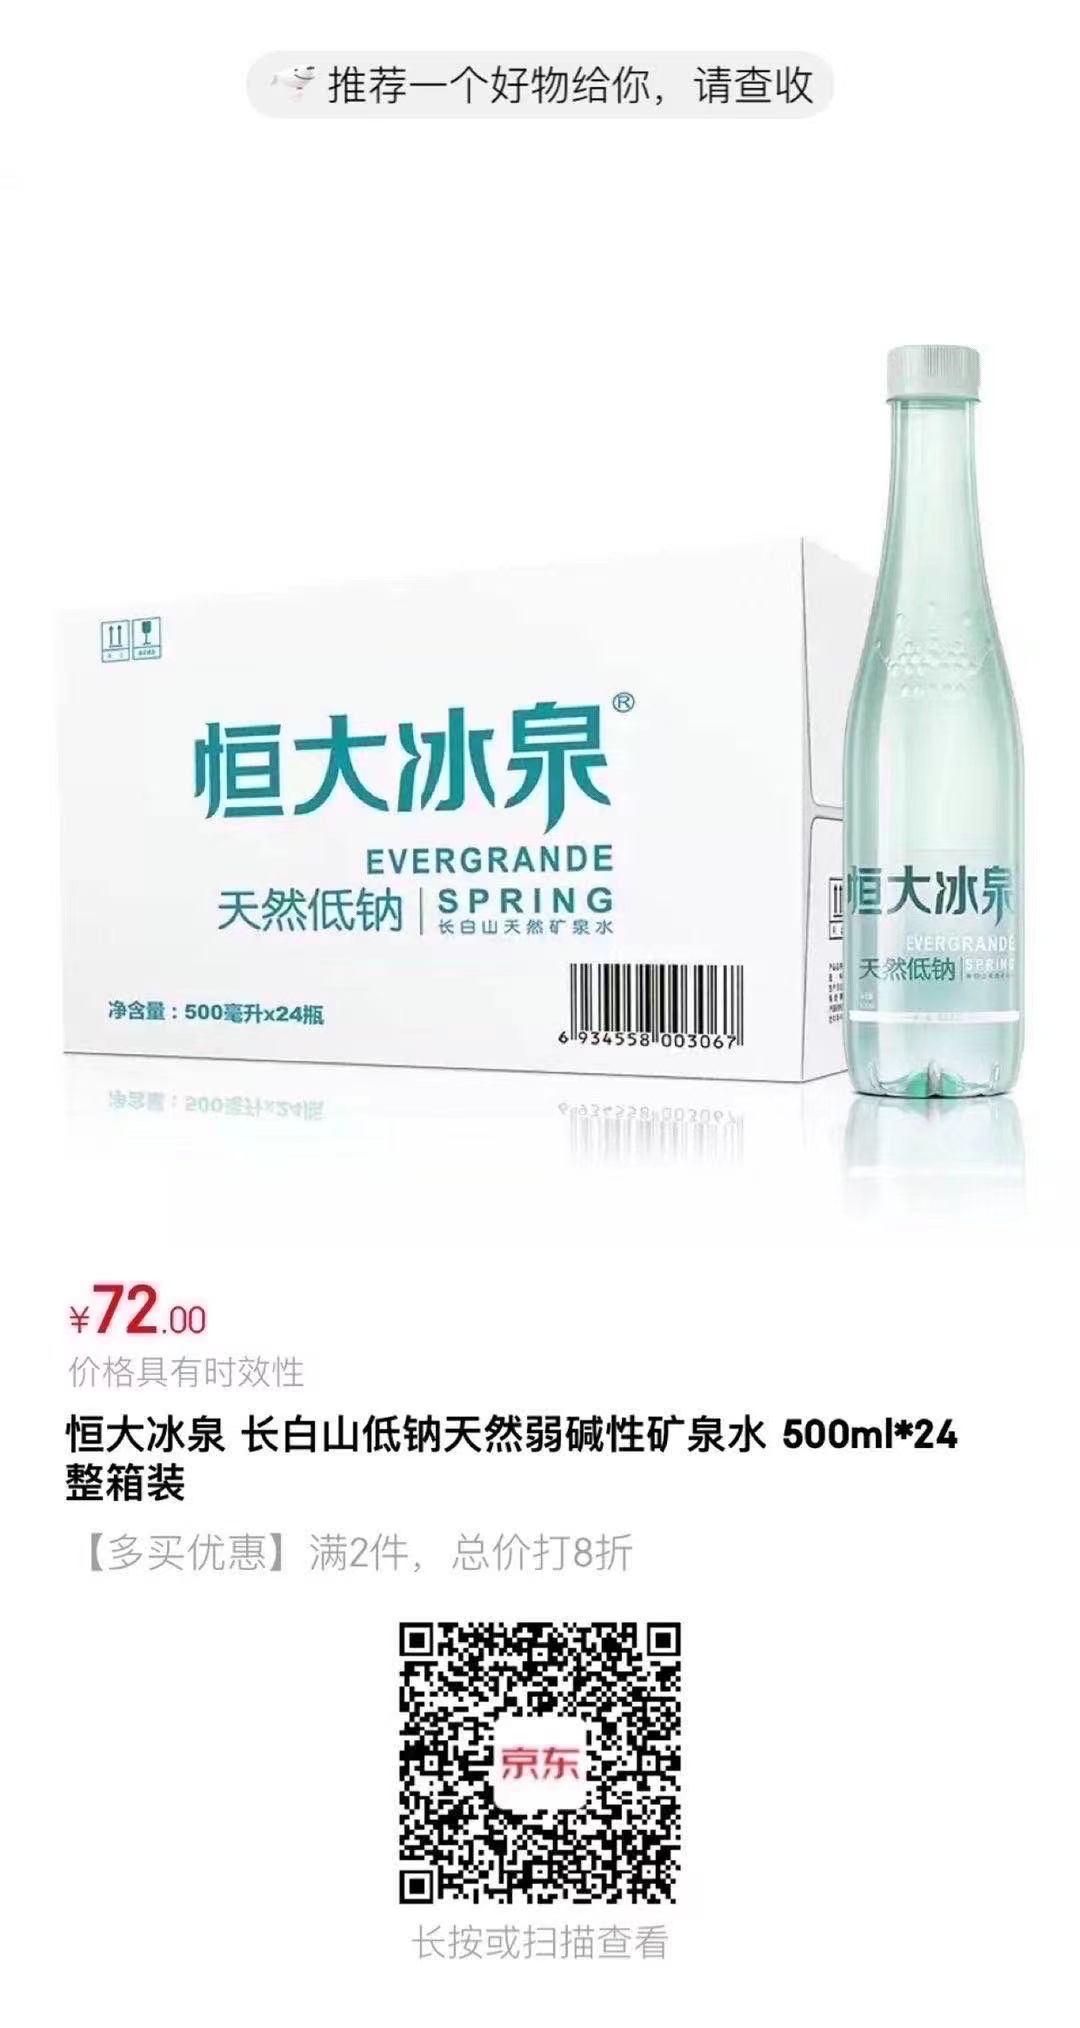 推荐一个好物给你，请查收
恒大冰泉®
EVERGRANDE
天然低钠 SPRING
长白山天然矿泉水
净含量：500毫升x24瓶
6 934558 003067
恒大冰泉
EVERGRANDE
天然低钠 SPRING
¥72.00
价格具有时效性
恒大冰泉 长白山低钠天然弱碱性矿泉水 500ml*24
整箱装
【多买优惠】满2件，总价打8折
京东
长按或扫描查看